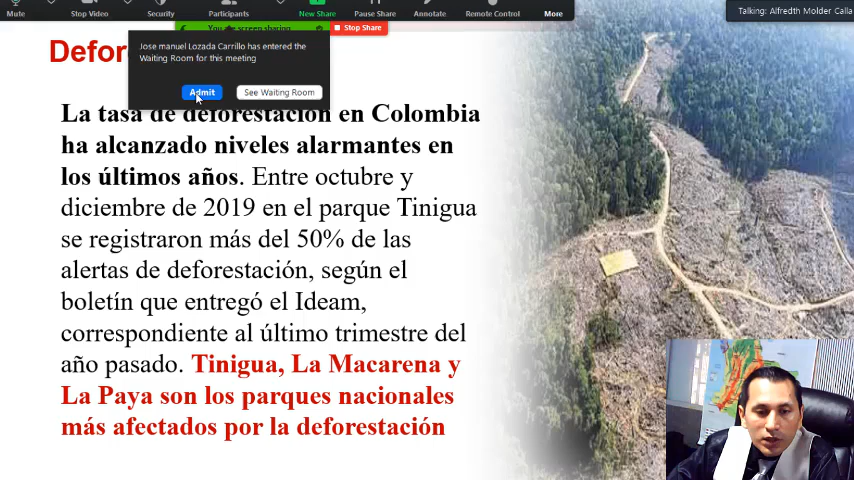 Mute
Stop Video
Security
Participants
New Share
Pause Share
Annotate
Remote Control
More
Talking: Alfredth Molder Calla
screen sharing
Stop Share
Jose manuel Lozada Carrillo has entered the
Waiting Room for this meeting
Admit
See Waiting Room
La tasa de deforestación en Colombia
ha alcanzado niveles alarmantes en
los últimos años. Entre octubre y
diciembre de 2019 en el parque Tinigua
se registraron más del 50% de las
alertas de deforestación, según el
boletín que entregó el Ideam,
correspondiente al último trimestre del
año pasado. Tinigua, La Macarena y
La Paya son los parques nacionales
más afectados por la deforestación